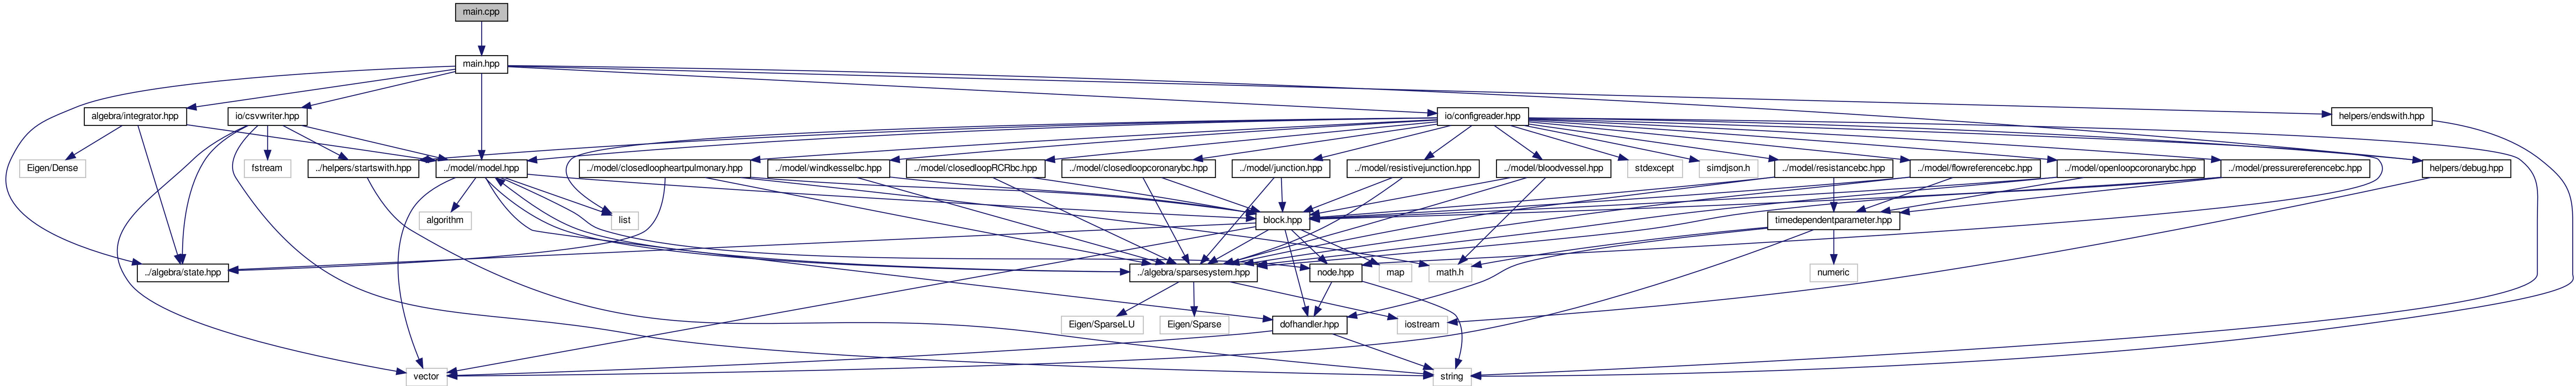 main.cpp
main.hpp
algebra/integrator.hpp
io/csvwriter.hpp
io/configreader.hpp
helpers/endswith.hpp
Eigen/Dense
fstream
../helpers/startswith.hpp
../model/model.hpp
../model/closedloopheartpulmonary.hpp
../model/windkesselbc.hpp
../model/closedloopRCRbc.hpp
../model/closedloopcoronarybc.hpp
../model/junction.hpp
../model/resistivejunction.hpp
../model/bloodvessel.hpp
stdexcept
simdjson.h
../model/resistancebc.hpp
../model/flowreferencebc.hpp
../model/openloopcoronarybc.hpp
../model/pressurereferencebc.hpp
helpers/debug.hpp
algorithm
list
block.hpp
timedependentparameter.hpp
../algebra/state.hpp
../algebra/sparsesystem.hpp
node.hpp
map
math.h
numeric
Eigen/SparseLU
Eigen/Sparse
dofhandler.hpp
iostream
vector
string